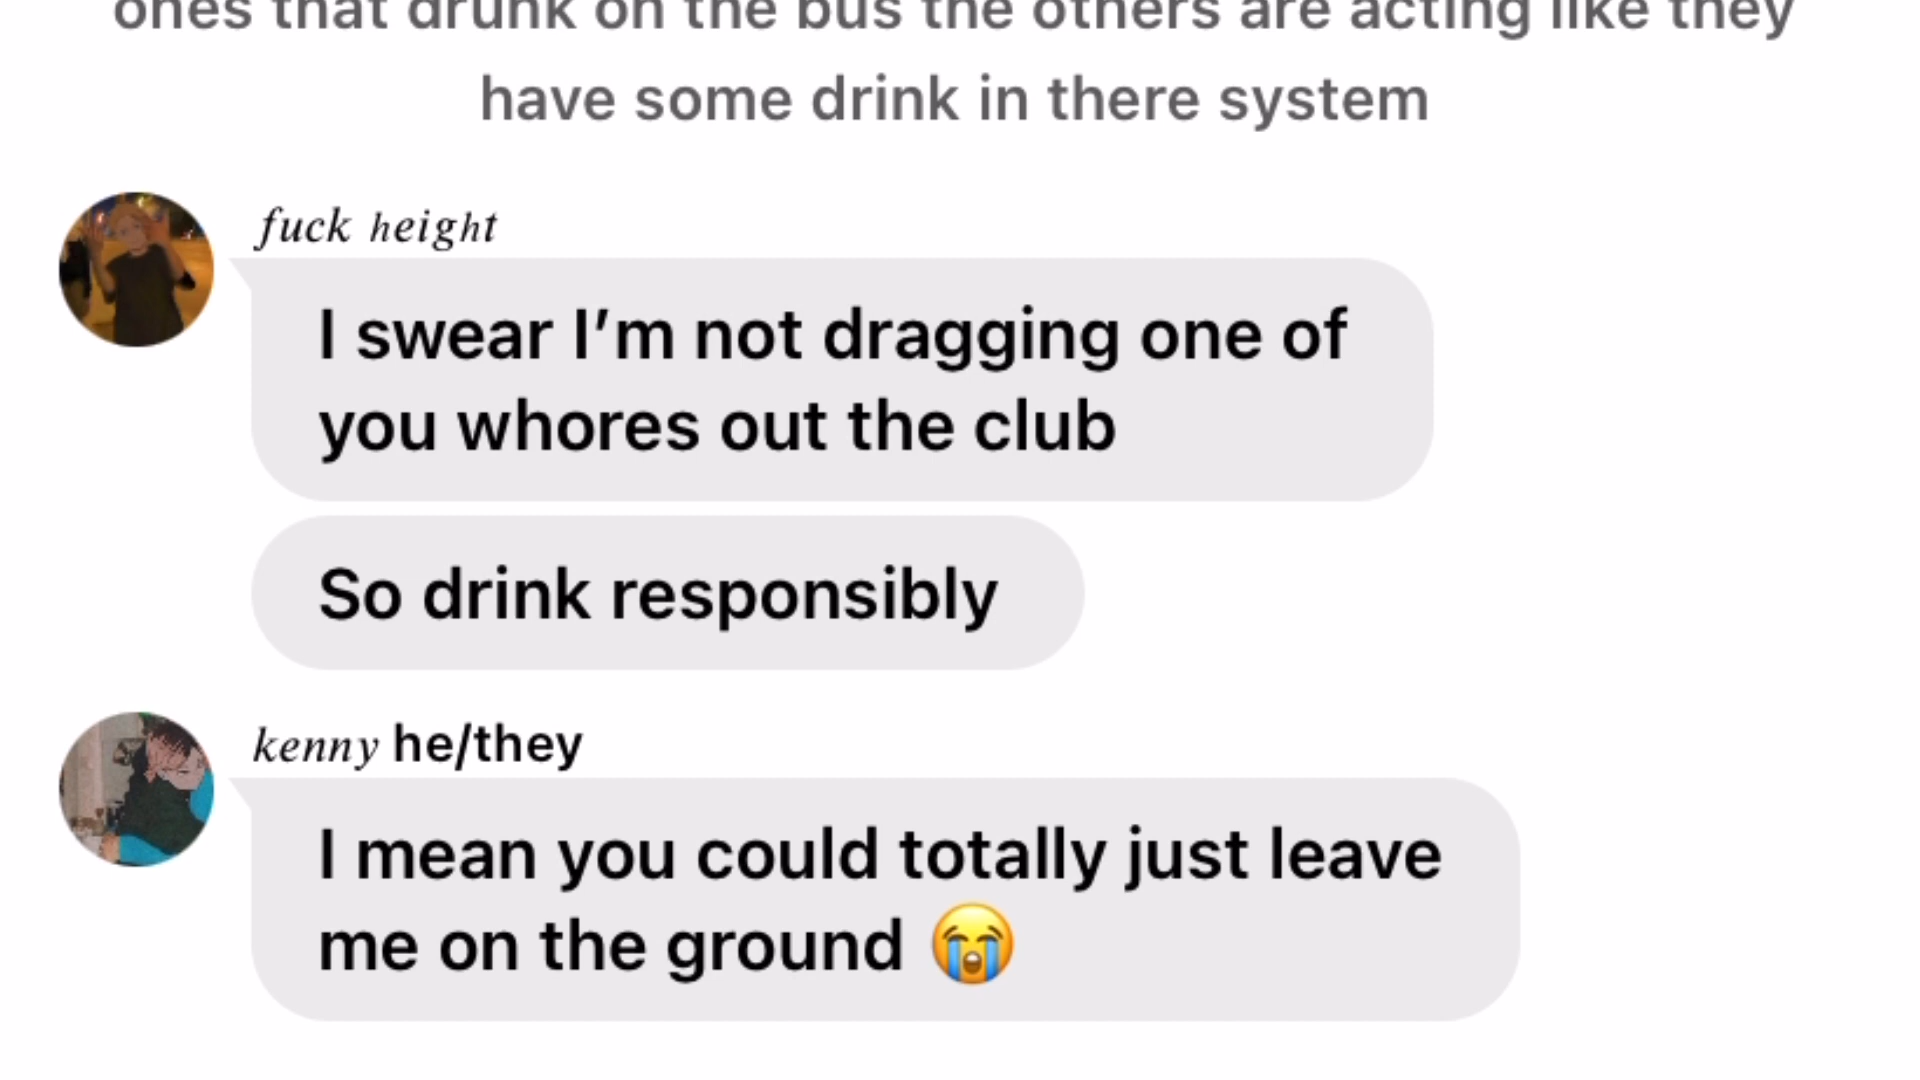 ones that drunk on the bus the others are acting like they
have some drink in there system
fuck height
I swear I’m not dragging one of
you whores out the club
So drink responsibly
kenny he/they
I mean you could totally just leave
me on the ground 😭